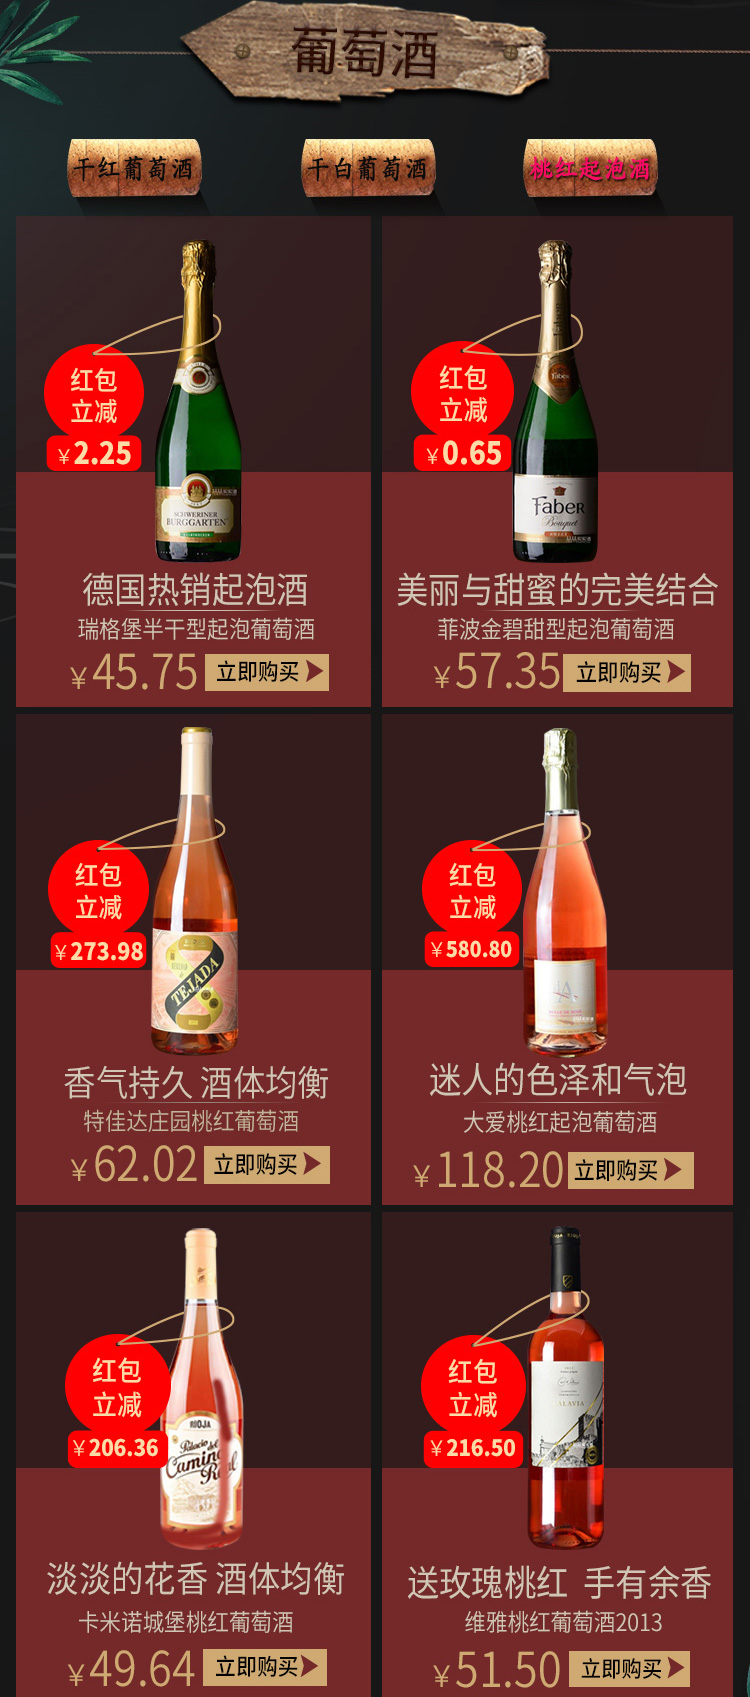 葡萄酒
干红葡萄酒
干白葡萄酒
桃红起泡酒
红包
立减
¥2.25
SCHWERINER
BURGGARTEN
德国热销起泡酒
瑞格堡半干型起泡葡萄酒
¥45.75 立即购买
红包
立减
¥0.65
Faber
Faber
Bouquet
美丽与甜蜜的完美结合
菲波金碧甜型起泡葡萄酒
¥57.35 立即购买
红包
立减
¥273.98
TEJADA
香气持久 酒体均衡
特佳达庄园桃红葡萄酒
¥62.02 立即购买
红包
立减
¥580.80
迷人的色泽和气泡
大爱桃红起泡葡萄酒
¥118.20 立即购买
红包
立减
¥206.36
RIOJA
Palacio del
Camino
Real
淡淡的花香 酒体均衡
卡米诺城堡桃红葡萄酒
¥49.64 立即购买
红包
立减
¥216.50
ALAVIA
送玫瑰桃红 手有余香
维雅桃红葡萄酒2013
¥51.50 立即购买